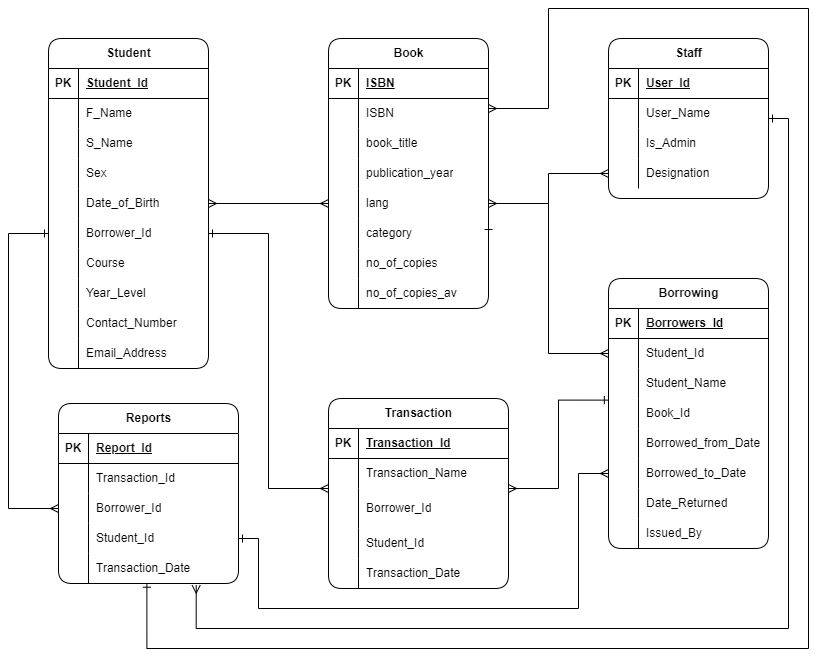 Student
PK Student_Id
F_Name
S_Name
Sex
Date_of_Birth
Borrower_Id
Course
Year_Level
Contact_Number
Email_Address
Book
PK ISBN
ISBN
book_title
publication_year
lang
category
no_of_copies
no_of_copies_av
Staff
PK User_Id
User_Name
Is_Admin
Designation
Borrowing
PK Borrowers_Id
Student_Id
Student_Name
Book_Id
Borrowed_from_Date
Borrowed_to_Date
Date_Returned
Issued_By
Reports
PK Report_Id
Transaction_Id
Borrower_Id
Student_Id
Transaction_Date
Transaction
PK Transaction_Id
Transaction_Name
Borrower_Id
Student_Id
Transaction_Date